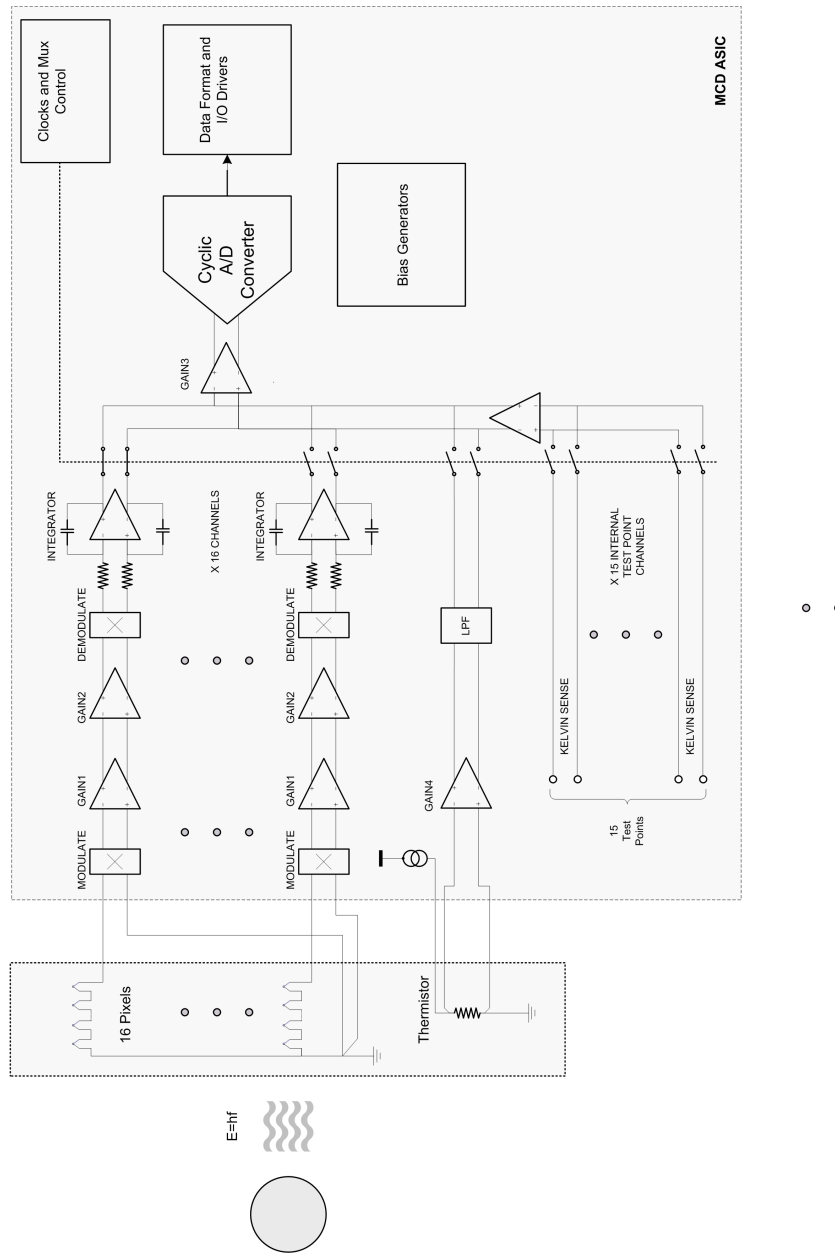 E=hf
16 Pixels
Thermistor
MODULATE
GAIN1
GAIN2
DEMODULATE
INTEGRATOR
X 16 CHANNELS
MODULATE
GAIN1
GAIN2
DEMODULATE
INTEGRATOR
GAIN4
LPF
15
Test
Points
KELVIN SENSE
KELVIN SENSE
X 15 INTERNAL
TEST POINT
CHANNELS
GAIN3
Cyclic
A/D
Converter
Clocks and Mux
Control
Data Format and
I/O Drivers
Bias Generators
MCD ASIC